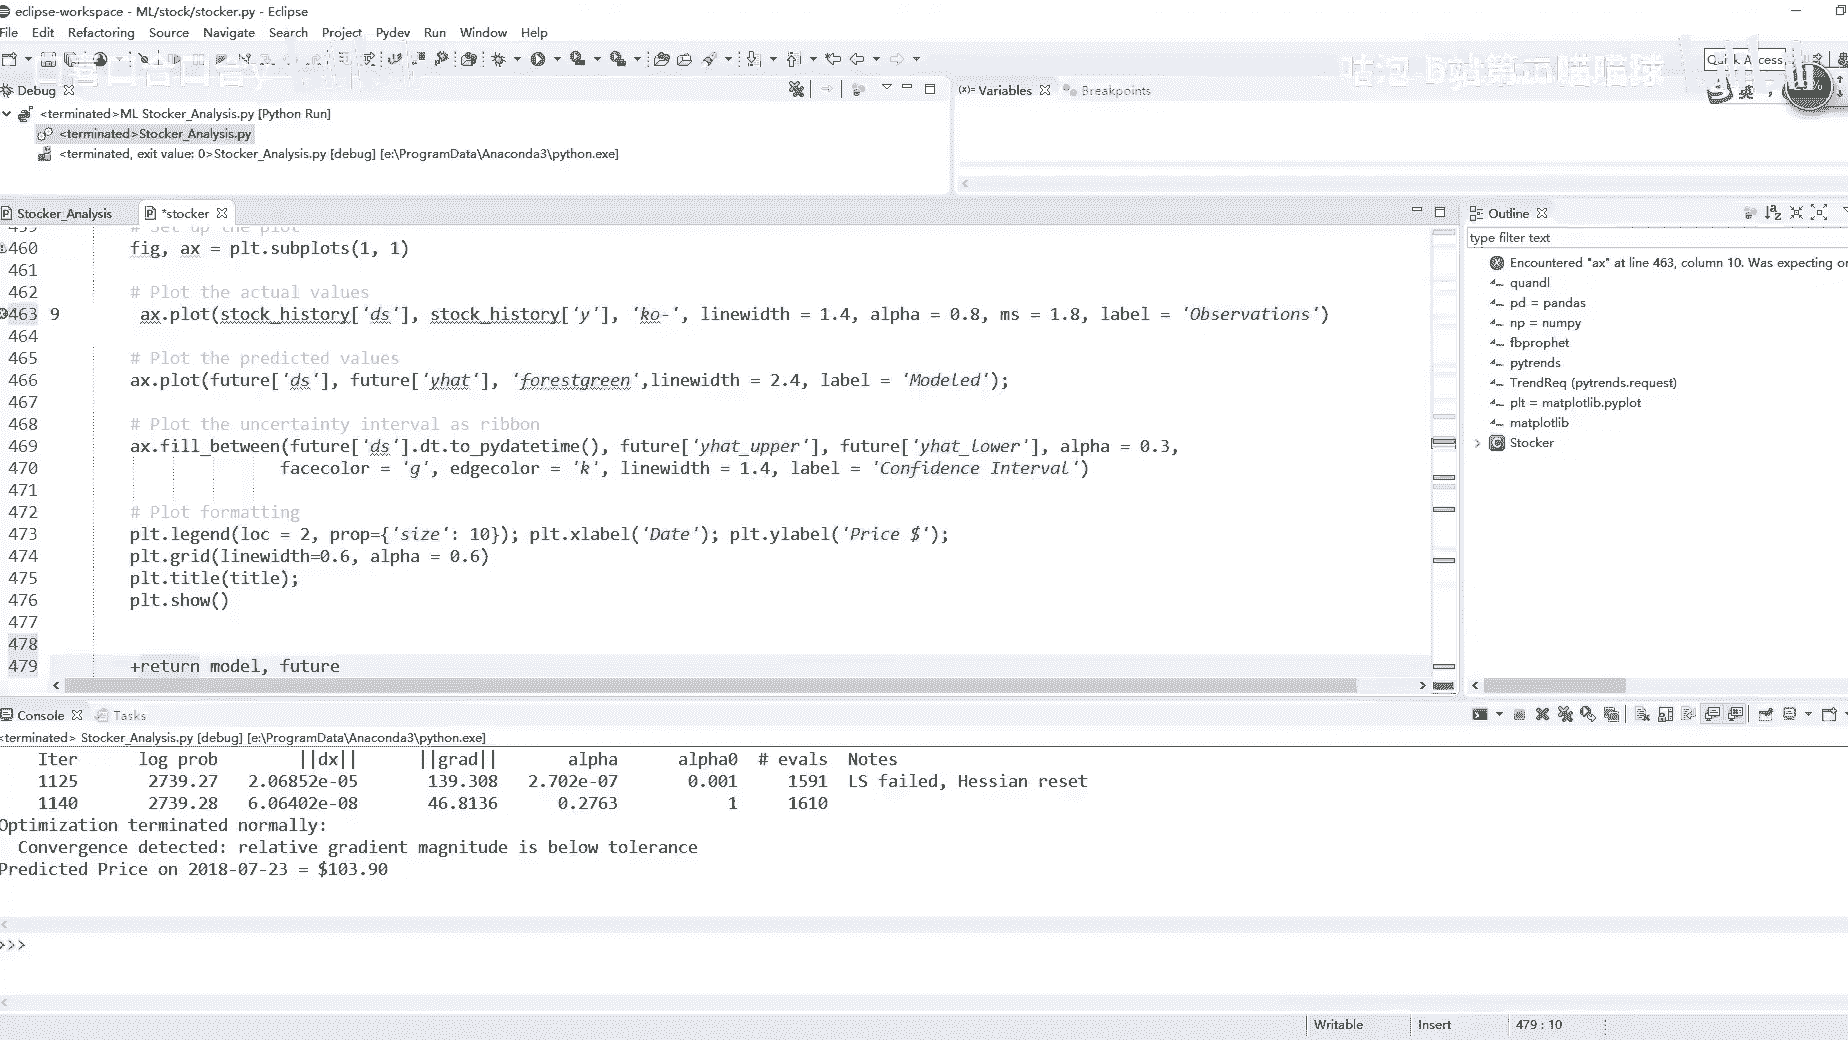 eclipse-workspace - ML/stock/stocker.py - Eclipse
File Edit Refactoring Source Navigate Search Project Pydev Run Window Help
Debug
(x)= Variables Breakpoints
<terminated>ML Stocker_Analysis.py [Python Run]
<terminated>Stocker_Analysis.py
<terminated, exit value: 0>Stocker_Analysis.py [debug] [e:\ProgramData\Anaconda3\python.exe]
Stocker_Analysis *stocker
Outline
type filter text
Encountered "ax" at line 463, column 10. Was expecting
quandl
pd = pandas
np = numpy
fbprophet
pytrends
TrendReq (pytrends.request)
plt = matplotlib.pyplot
matplotlib
Stocker
459 # Set up the plot
460 fig, ax = plt.subplots(1, 1)
461
462 # Plot the actual values
463 9 ax.plot(stock_history['ds'], stock_history['y'], 'ko-', linewidth = 1.4, alpha = 0.8, ms = 1.8, label = 'Observations')
464
465 # Plot the predicted values
466 ax.plot(future['ds'], future['yhat'], 'forestgreen',linewidth = 2.4, label = 'Modeled');
467
468 # Plot the uncertainty interval as ribbon
469 ax.fill_between(future['ds'].dt.to_pydatetime(), future['yhat_upper'], future['yhat_lower'], alpha = 0.3,
470 facecolor = 'g', edgecolor = 'k', linewidth = 1.4, label = 'Confidence Interval')
471
472 # Plot formatting
473 plt.legend(loc = 2, prop={'size': 10}); plt.xlabel('Date'); plt.ylabel('Price $');
474 plt.grid(linewidth=0.6, alpha = 0.6)
475 plt.title(title);
476 plt.show()
477
478
479 +return model, future
Console Tasks
<terminated> Stocker_Analysis.py [debug] [e:\ProgramData\Anaconda3\python.exe]
Iter log prob ||dx|| ||grad|| alpha alpha0 # evals Notes
1125 2739.27 2.06852e-05 139.308 2.702e-07 0.001 1591 LS failed, Hessian reset
1140 2739.28 6.06402e-08 46.8136 0.2763 1 1610
Optimization terminated normally:
Convergence detected: relative gradient magnitude is below tolerance
Predicted Price on 2018-07-23 = $103.90
>>>
Writable Insert 479 : 10